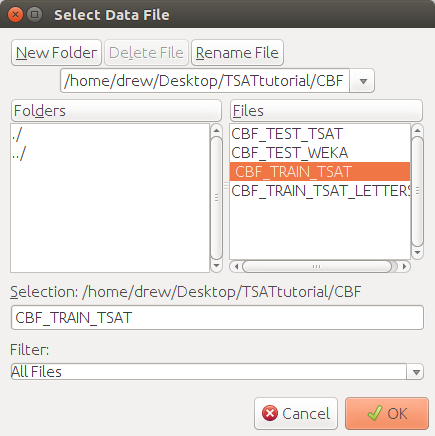 Select Data File
New Folder Delete File Rename File
/home/drew/Desktop/TSATtutorial/CBF
Folders Files
./
../
CBF_TEST_TSAT
CBF_TEST_WEKA
CBF_TRAIN_TSAT
CBF_TRAIN_TSAT_LETTERS
Selection: /home/drew/Desktop/TSATtutorial/CBF
CBF_TRAIN_TSAT
Filter:
All Files
Cancel OK